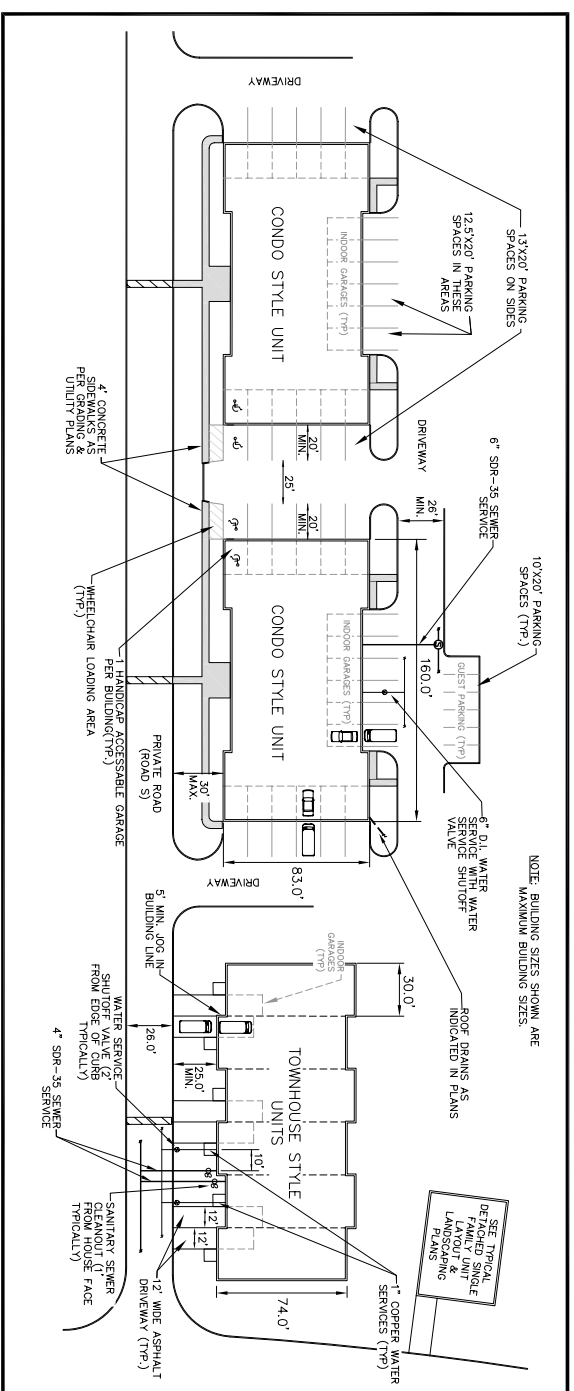 NOTE: BUILDING SIZES SHOWN ARE
MAXIMUM BUILDING SIZES.
SEE TYPICAL
DETACHED SINGLE
FAMILY UNIT
LAYOUT &
LANDSCAPING
PLANS
10'X20' PARKING
SPACES (TYP.)
GUEST PARKING (TYP)
6" SDR-35 SEWER
SERVICE
26'
MIN.
6" D.I. WATER
SERVICE WITH WATER
SERVICE SHUTOFF
VALVE
ROOF DRAINS AS
INDICATED IN PLANS
13'X20' PARKING
SPACES ON SIDES
12.5'X20' PARKING
SPACES IN THESE
AREAS
DRIVEWAY
DRIVEWAY
DRIVEWAY
INDOOR GARAGES (TYP)
CONDO STYLE UNIT
20'
MIN.
25'
20'
MIN.
160.0'
INDOOR GARAGES (TYP)
CONDO STYLE UNIT
83.0'
30'
MAX.
PRIVATE ROAD
(ROAD S)
4' CONCRETE
SIDEWALKS AS
PER GRADING &
UTILITY PLANS
WHEELCHAIR LOADING AREA
(TYP.)
1 HANDICAP ACCESSABLE GARAGE
PER BUILDING(TYP.)
30.0'
INDOOR
GARAGES
(TYP)
TOWNHOUSE STYLE
UNITS
74.0'
5' MIN. JOG IN
BUILDING LINE
25.0'
MIN.
26.0'
10'
12'
12'
1" COPPER WATER
SERVICES (TYP)
WATER SERVICE
SHUTOFF VALVE (2'
FROM EDGE OF CURB
TYPICALLY)
4" SDR-35 SEWER
SERVICE
SANITARY SEWER
CLEANOUT (1'
FROM HOUSE FACE
TYPICALLY)
12' WIDE ASPHALT
DRIVEWAY (TYP.)
S